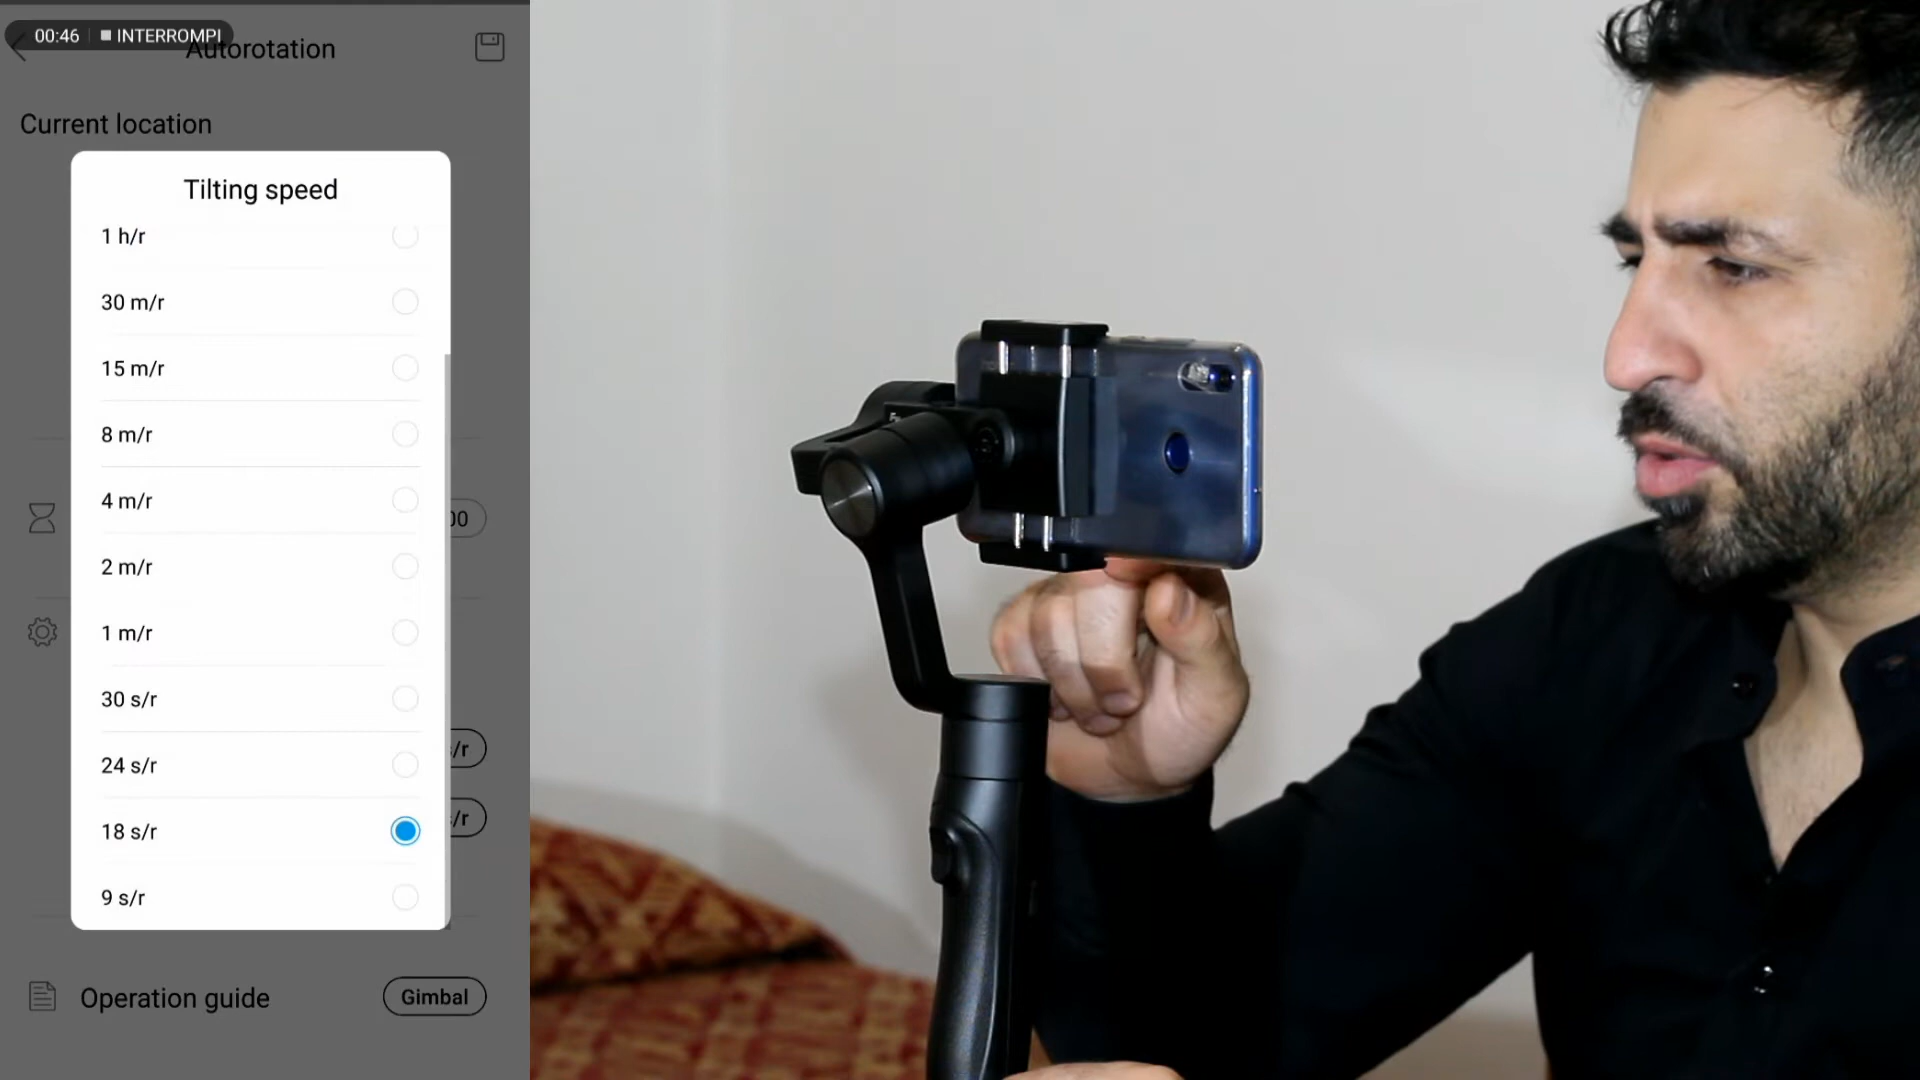 00:46 INTERROMPI
Autorotation
Current location
Tilting speed
1 h/r
30 m/r
15 m/r
8 m/r
4 m/r
00
2 m/r
1 m/r
30 s/r
/r
24 s/r
18 s/r
/r
9 s/r
Operation guide
Gimbal